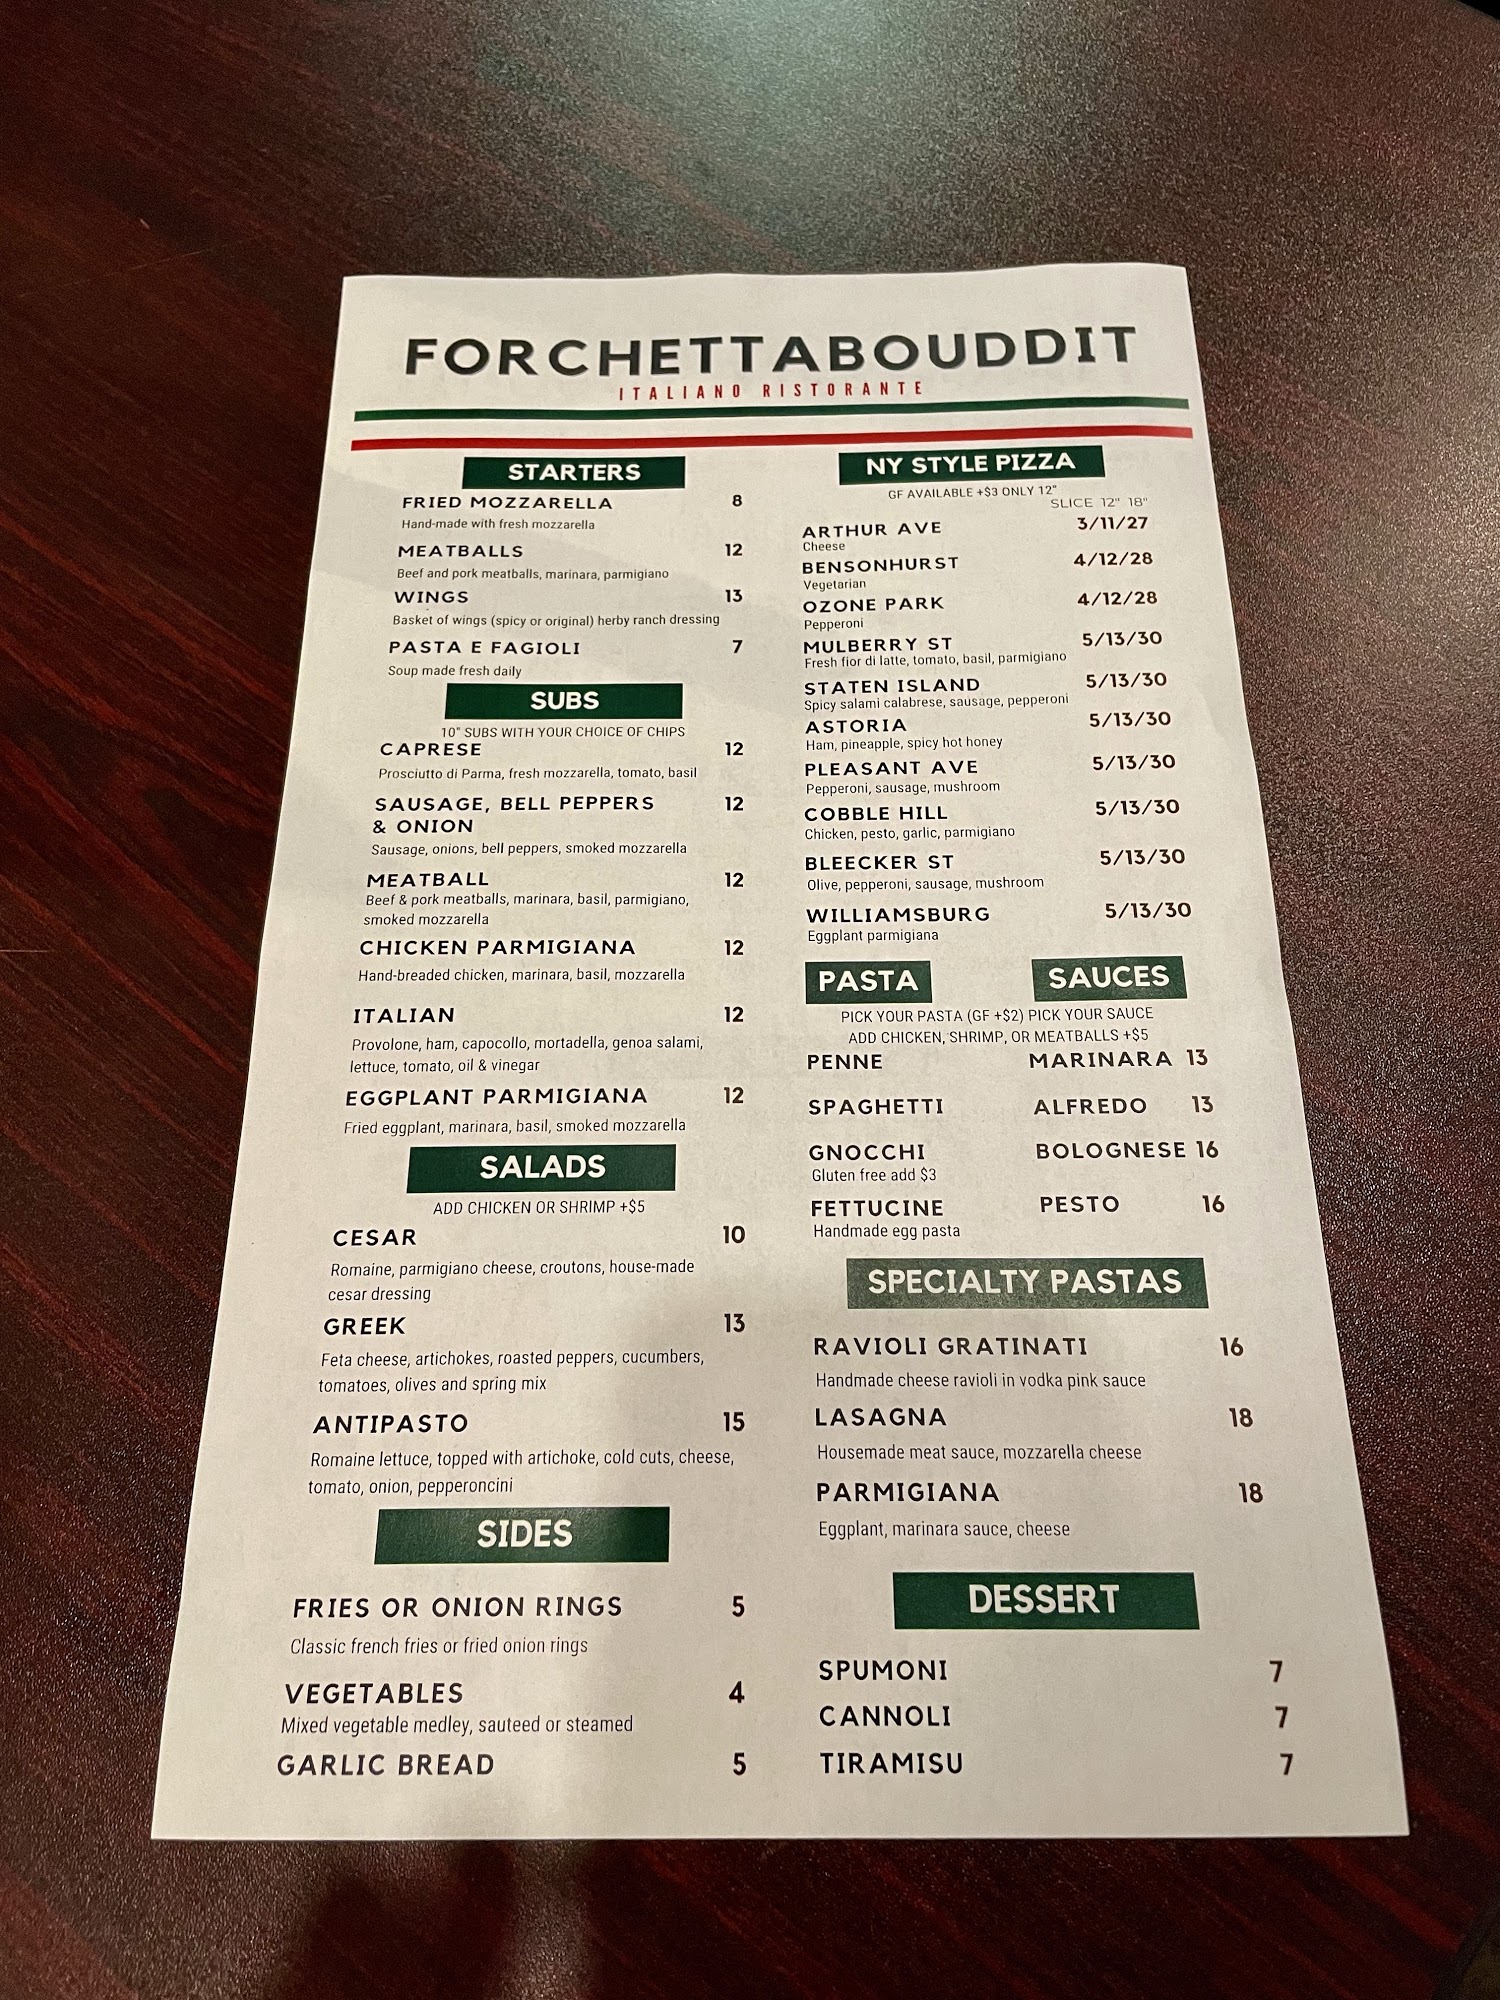 FORCHETTABOUDDIT
ITALIANO RISTORANTE
STARTERS
FRIED MOZZARELLA 8
Hand-made with fresh mozzarella
MEATBALLS 12
Beef and pork meatballs, marinara, parmigiano
WINGS 13
Basket of wings (spicy or original) herby ranch dressing
PASTA E FAGIOLI 7
Soup made fresh daily
SUBS
10" SUBS WITH YOUR CHOICE OF CHIPS
CAPRESE 12
Prosciutto di Parma, fresh mozzarella, tomato, basil
SAUSAGE, BELL PEPPERS 12
& ONION
Sausage, onions, bell peppers, smoked mozzarella
MEATBALL 12
Beef & pork meatballs, marinara, basil, parmigiano,
smoked mozzarella
CHICKEN PARMIGIANA 12
Hand-breaded chicken, marinara, basil, mozzarella
ITALIAN 12
Provolone, ham, capocollo, mortadella, genoa salami,
lettuce, tomato, oil & vinegar
EGGPLANT PARMIGIANA 12
Fried eggplant, marinara, basil, smoked mozzarella
SALADS
ADD CHICKEN OR SHRIMP +$5
CESAR 10
Romaine, parmigiano cheese, croutons, house-made
cesar dressing
GREEK 13
Feta cheese, artichokes, roasted peppers, cucumbers,
tomatoes, olives and spring mix
ANTIPASTO 15
Romaine lettuce, topped with artichoke, cold cuts, cheese,
tomato, onion, pepperoncini
SIDES
FRIES OR ONION RINGS 5
Classic french fries or fried onion rings
VEGETABLES 4
Mixed vegetable medley, sauteed or steamed
GARLIC BREAD 5
NY STYLE PIZZA
GF AVAILABLE +$3 ONLY 12"
SLICE 12" 18"
ARTHUR AVE 3/11/27
Cheese
BENSONHURST 4/12/28
Vegetarian
OZONE PARK 4/12/28
Pepperoni
MULBERRY ST 5/13/30
Fresh fior di latte, tomato, basil, parmigiano
STATEN ISLAND 5/13/30
Spicy salami calabrese, sausage, pepperoni
ASTORIA 5/13/30
Ham, pineapple, spicy hot honey
PLEASANT AVE 5/13/30
Pepperoni, sausage, mushroom
COBBLE HILL 5/13/30
Chicken, pesto, garlic, parmigiano
BLEECKER ST 5/13/30
Olive, pepperoni, sausage, mushroom
WILLIAMSBURG 5/13/30
Eggplant parmigiana
PASTA SAUCES
PICK YOUR PASTA (GF +$2) PICK YOUR SAUCE
ADD CHICKEN, SHRIMP, OR MEATBALLS +$5
PENNE MARINARA 13
SPAGHETTI ALFREDO 13
GNOCCHI BOLOGNESE 16
Gluten free add $3
FETTUCINE PESTO 16
Handmade egg pasta
SPECIALTY PASTAS
RAVIOLI GRATINATI 16
Handmade cheese ravioli in vodka pink sauce
LASAGNA 18
Housemade meat sauce, mozzarella cheese
PARMIGIANA 18
Eggplant, marinara sauce, cheese
DESSERT
SPUMONI 7
CANNOLI 7
TIRAMISU 7